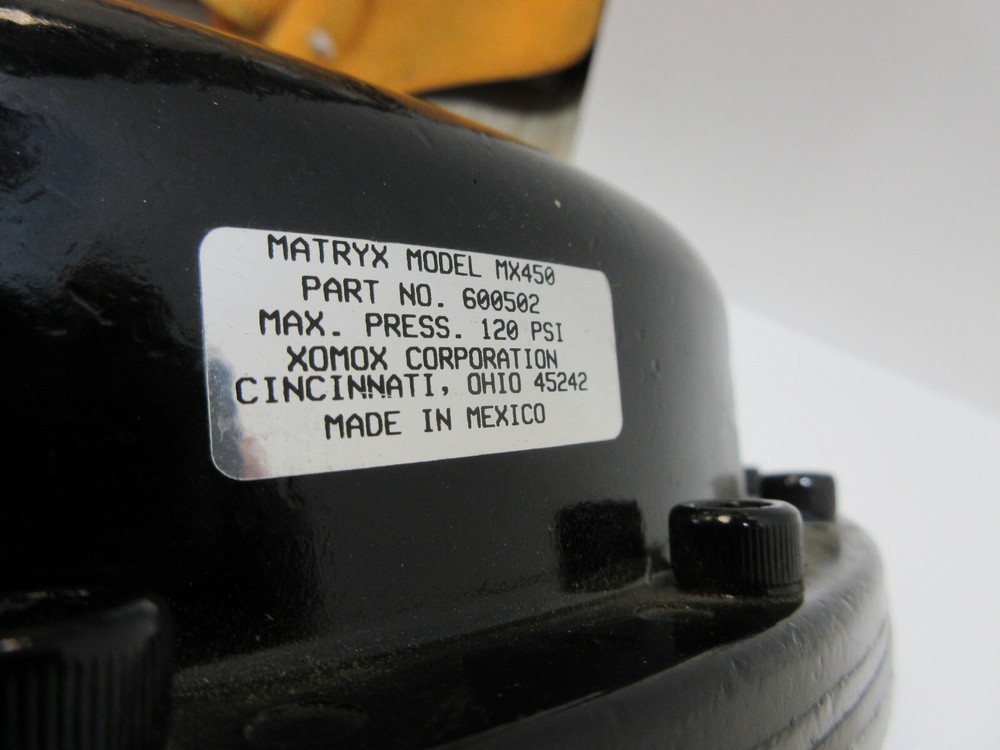 MATRYX MODEL MX450
PART NO. 600502
MAX. PRESS. 120 PSI
XOMOX CORPORATION
CINCINNATI, OHIO 45242
MADE IN MEXICO